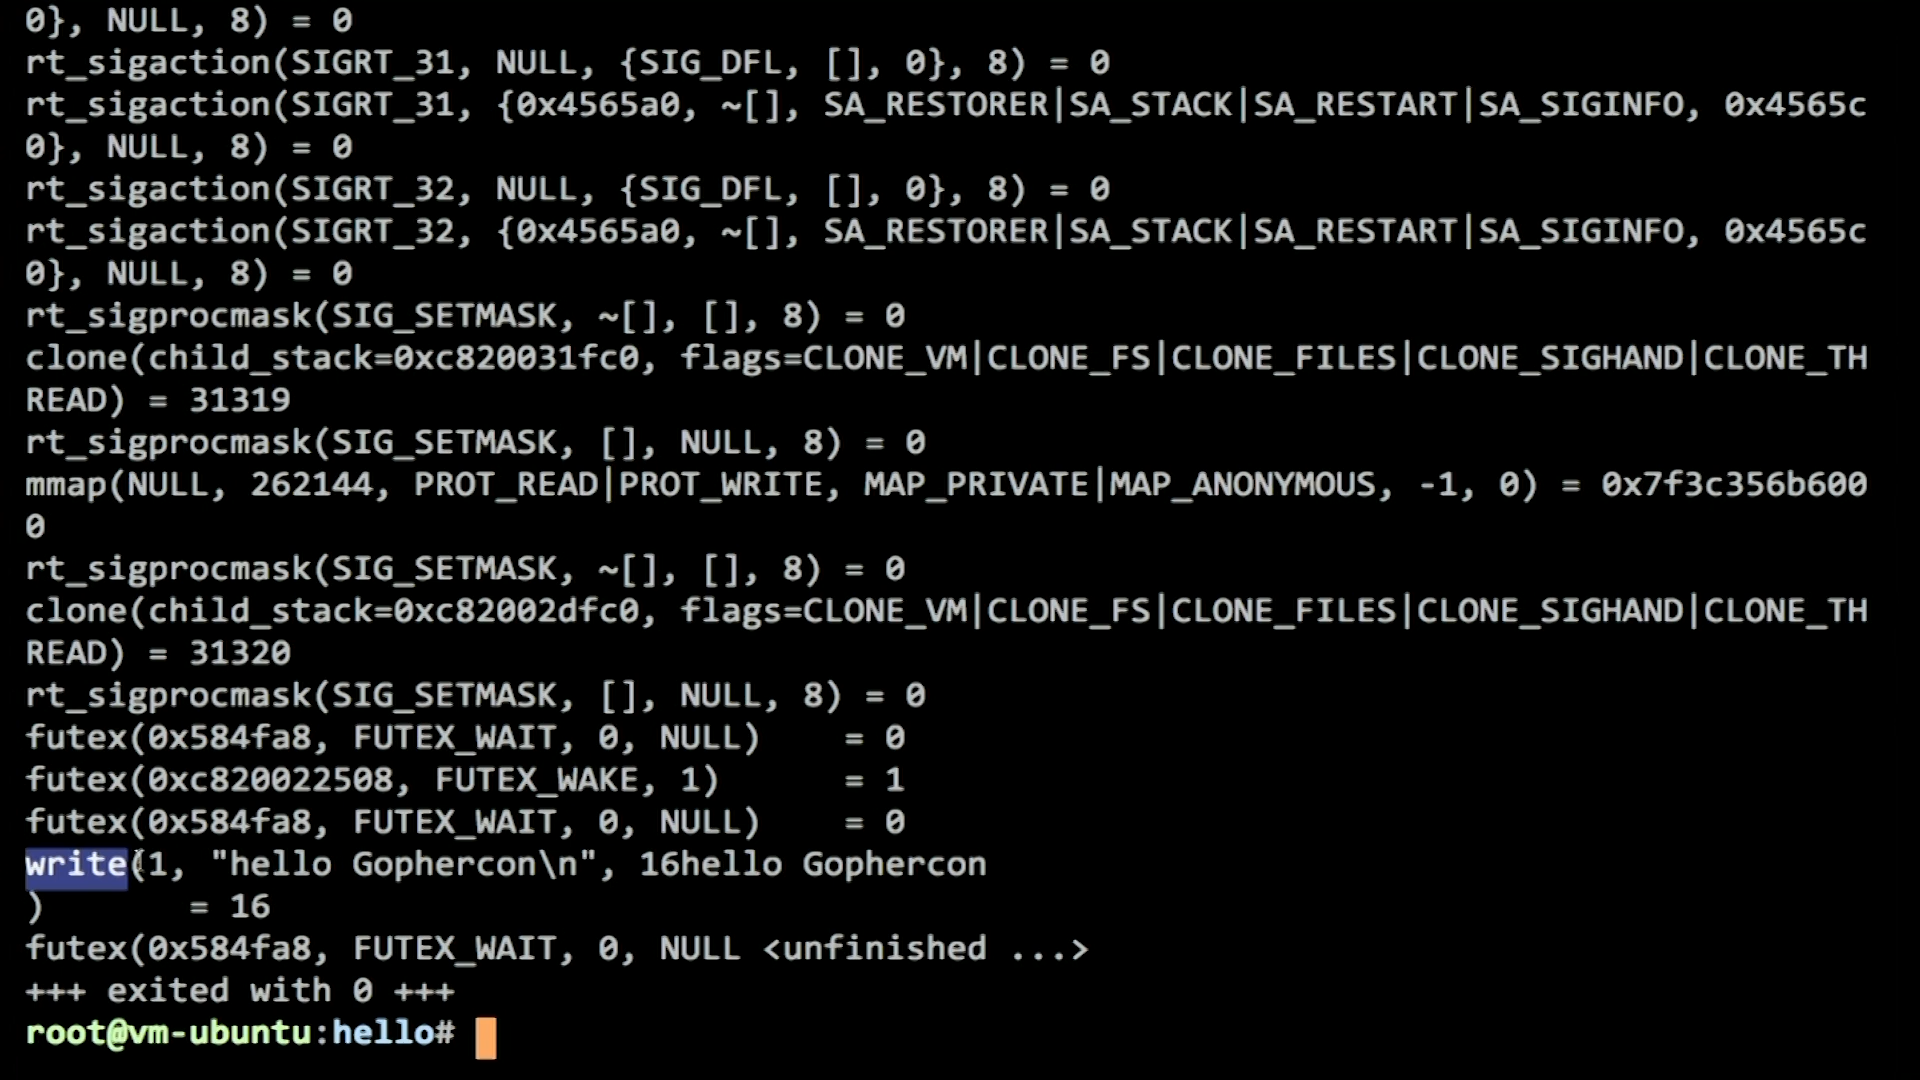 0}, NULL, 8) = 0
rt_sigaction(SIGRT_31, NULL, {SIG_DFL, [], 0}, 8) = 0
rt_sigaction(SIGRT_31, {0x4565a0, ~[], SA_RESTORER|SA_STACK|SA_RESTART|SA_SIGINFO, 0x4565c
0}, NULL, 8) = 0
rt_sigaction(SIGRT_32, NULL, {SIG_DFL, [], 0}, 8) = 0
rt_sigaction(SIGRT_32, {0x4565a0, ~[], SA_RESTORER|SA_STACK|SA_RESTART|SA_SIGINFO, 0x4565c
0}, NULL, 8) = 0
rt_sigprocmask(SIG_SETMASK, ~[], [], 8) = 0
clone(child_stack=0xc820031fc0, flags=CLONE_VM|CLONE_FS|CLONE_FILES|CLONE_SIGHAND|CLONE_TH
READ) = 31319
rt_sigprocmask(SIG_SETMASK, [], NULL, 8) = 0
mmap(NULL, 262144, PROT_READ|PROT_WRITE, MAP_PRIVATE|MAP_ANONYMOUS, -1, 0) = 0x7f3c356b600
0
rt_sigprocmask(SIG_SETMASK, ~[], [], 8) = 0
clone(child_stack=0xc82002dfc0, flags=CLONE_VM|CLONE_FS|CLONE_FILES|CLONE_SIGHAND|CLONE_TH
READ) = 31320
rt_sigprocmask(SIG_SETMASK, [], NULL, 8) = 0
futex(0x584fa8, FUTEX_WAIT, 0, NULL)    = 0
futex(0xc820022508, FUTEX_WAKE, 1)      = 1
futex(0x584fa8, FUTEX_WAIT, 0, NULL)    = 0
write(1, "hello Gophercon\n", 16hello Gophercon
)       = 16
futex(0x584fa8, FUTEX_WAIT, 0, NULL <unfinished ...>
+++ exited with 0 +++
root@vm-ubuntu:hello#